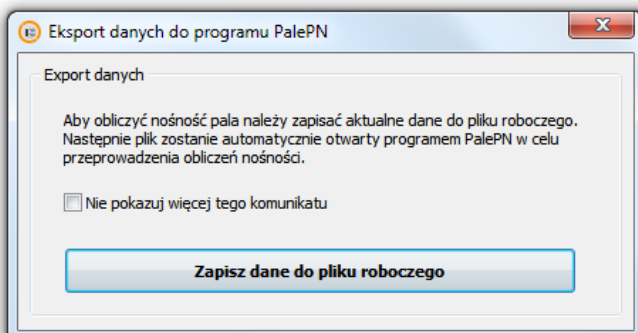 Eksport danych do programu PalePN
Export danych
Aby obliczyć nośność pala należy zapisać aktualne dane do pliku roboczego.
Następnie plik zostanie automatycznie otwarty programem PalePN w celu
przeprowadzenia obliczeń nośności.
Nie pokazuj więcej tego komunikatu
Zapisz dane do pliku roboczego